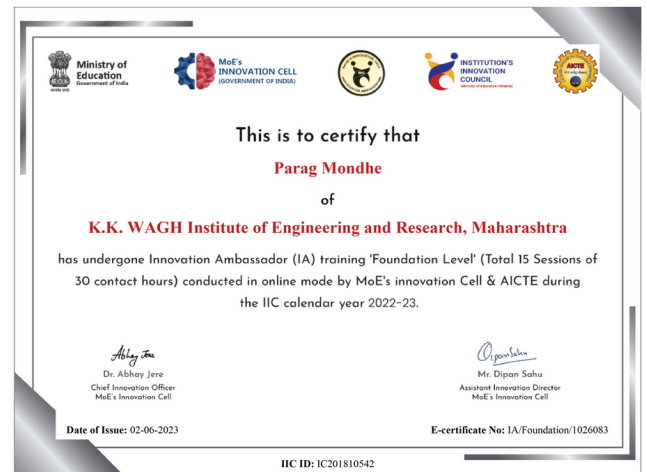 Ministry of
Education
Government of India
MoE's
INNOVATION CELL
(GOVERNMENT OF INDIA)
INSTITUTION'S
INNOVATION
COUNCIL
(Ministry of Education Initiative)
AICTE
This is to certify that
Parag Mondhe
of
K.K. WAGH Institute of Engineering and Research, Maharashtra
has undergone Innovation Ambassador (IA) training 'Foundation Level' (Total 15 Sessions of
30 contact hours) conducted in online mode by MoE's innovation Cell & AICTE during
the IIC calendar year 2022-23.
Abhay Jere
Dipan Sahu
Dr. Abhay Jere
Mr. Dipan Sahu
Chief Innovation Officer
Assistant Innovation Director
MoE's Innovation Cell
MoE's Innovation Cell
Date of Issue: 02-06-2023
E-certificate No: IA/Foundation/1026083
IIC ID: IC201810542